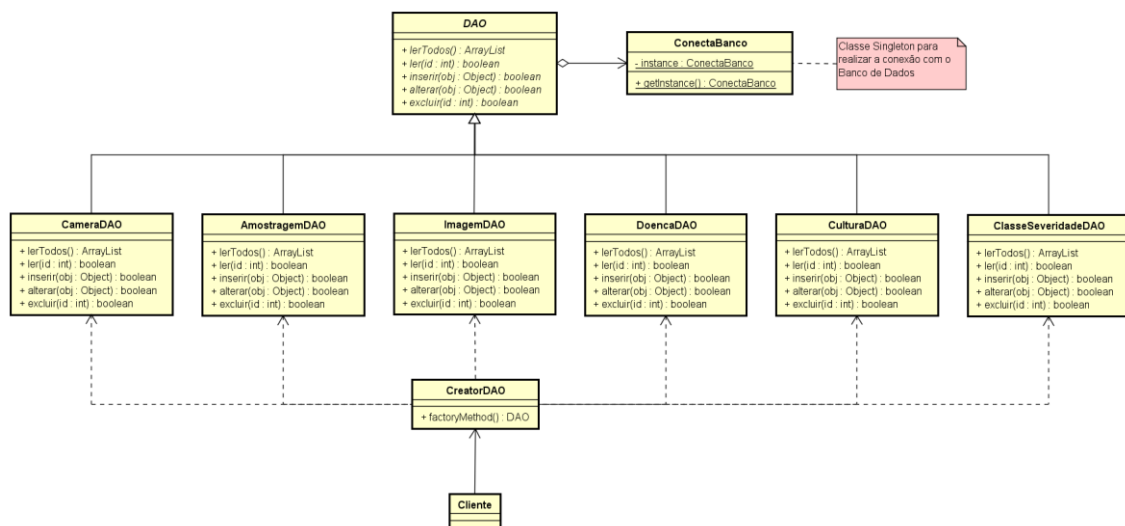 DAO
+ lerTodos() : ArrayList
+ ler(id : int) : boolean
+ inserir(obj : Object) : boolean
+ alterar(obj : Object) : boolean
+ excluir(id : int) : boolean
ConectaBanco
- instance : ConectaBanco
+ getInstance() : ConectaBanco
Classe Singleton para
realizar a conexão com o
Banco de Dados
CameraDAO
+ lerTodos() : ArrayList
+ ler(id : int) : boolean
+ inserir(obj : Object) : boolean
+ alterar(obj : Object) : boolean
+ excluir(id : int) : boolean
AmostragemDAO
+ lerTodos() : ArrayList
+ ler(id : int) : boolean
+ inserir(obj : Object) : boolean
+ alterar(obj : Object) : boolean
+ excluir(id : int) : boolean
ImagemDAO
+ lerTodos() : ArrayList
+ ler(id : int) : boolean
+ inserir(obj : Object) : boolean
+ alterar(obj : Object) : boolean
+ excluir(id : int) : boolean
DoencaDAO
+ lerTodos() : ArrayList
+ ler(id : int) : boolean
+ inserir(obj : Object) : boolean
+ alterar(obj : Object) : boolean
+ excluir(id : int) : boolean
CulturaDAO
+ lerTodos() : ArrayList
+ ler(id : int) : boolean
+ inserir(obj : Object) : boolean
+ alterar(obj : Object) : boolean
+ excluir(id : int) : boolean
ClasseSeveridadeDAO
+ lerTodos() : ArrayList
+ ler(id : int) : boolean
+ inserir(obj : Object) : boolean
+ alterar(obj : Object) : boolean
+ excluir(id : int) : boolean
CreatorDAO
+ factoryMethod() : DAO
Cliente